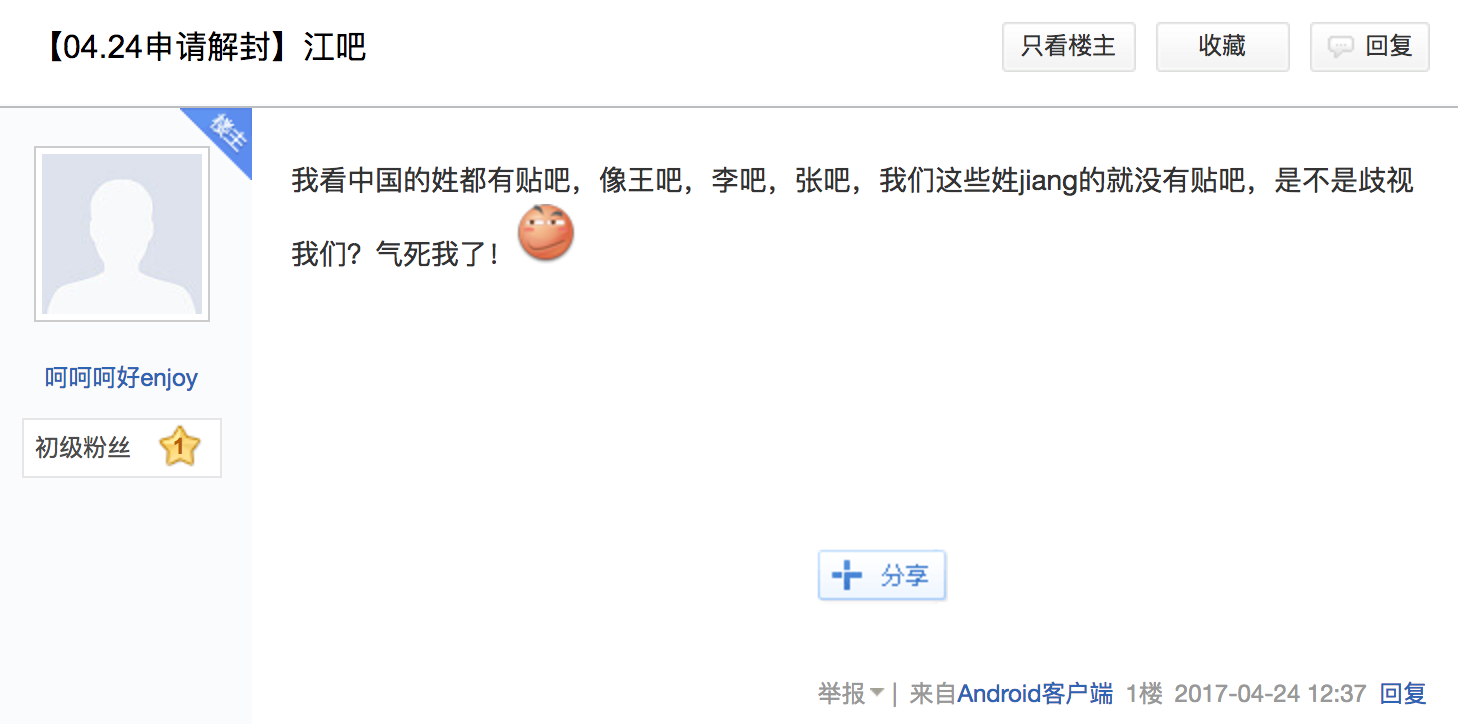 【04.24申请解封】江吧
只看楼主
收藏
回复
楼主
我看中国的姓都有贴吧，像王吧，李吧，张吧，我们这些姓jiang的就没有贴吧，是不是歧视
我们？气死我了！
呵呵呵好enjoy
初级粉丝 1
分享
举报 | 来自Android客户端 1楼 2017-04-24 12:37 回复